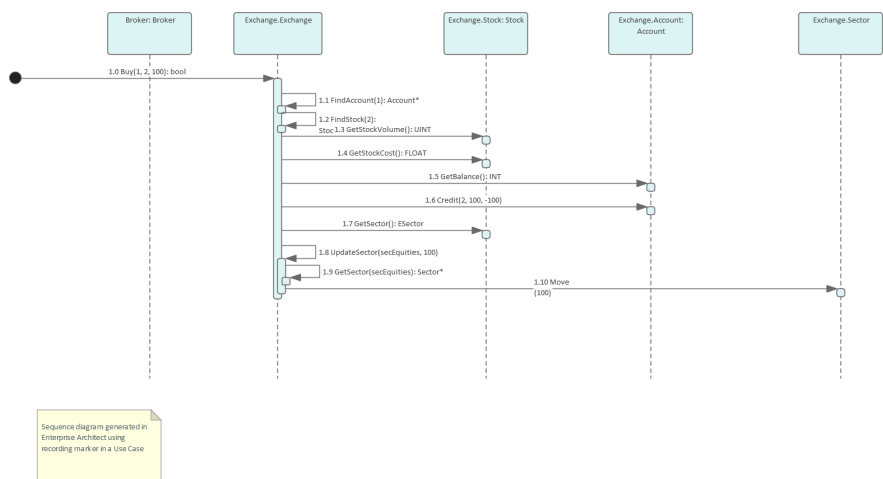 Broker: Broker
Exchange.Exchange
Exchange.Stock: Stock
Exchange.Account:
Account
Exchange.Sector
1.0 Buy(1, 2, 100): bool
1.1 FindAccount(1): Account*
1.2 FindStock(2):
Stoc
1.3 GetStockVolume(): UINT
1.4 GetStockCost(): FLOAT
1.5 GetBalance(): INT
1.6 Credit(2, 100, -100)
1.7 GetSector(): ESector
1.8 UpdateSector(secEquities, 100)
1.9 GetSector(secEquities): Sector*
1.10 Move
(100)
Sequence diagram generated in
Enterprise Architect using
recording marker in a Use Case